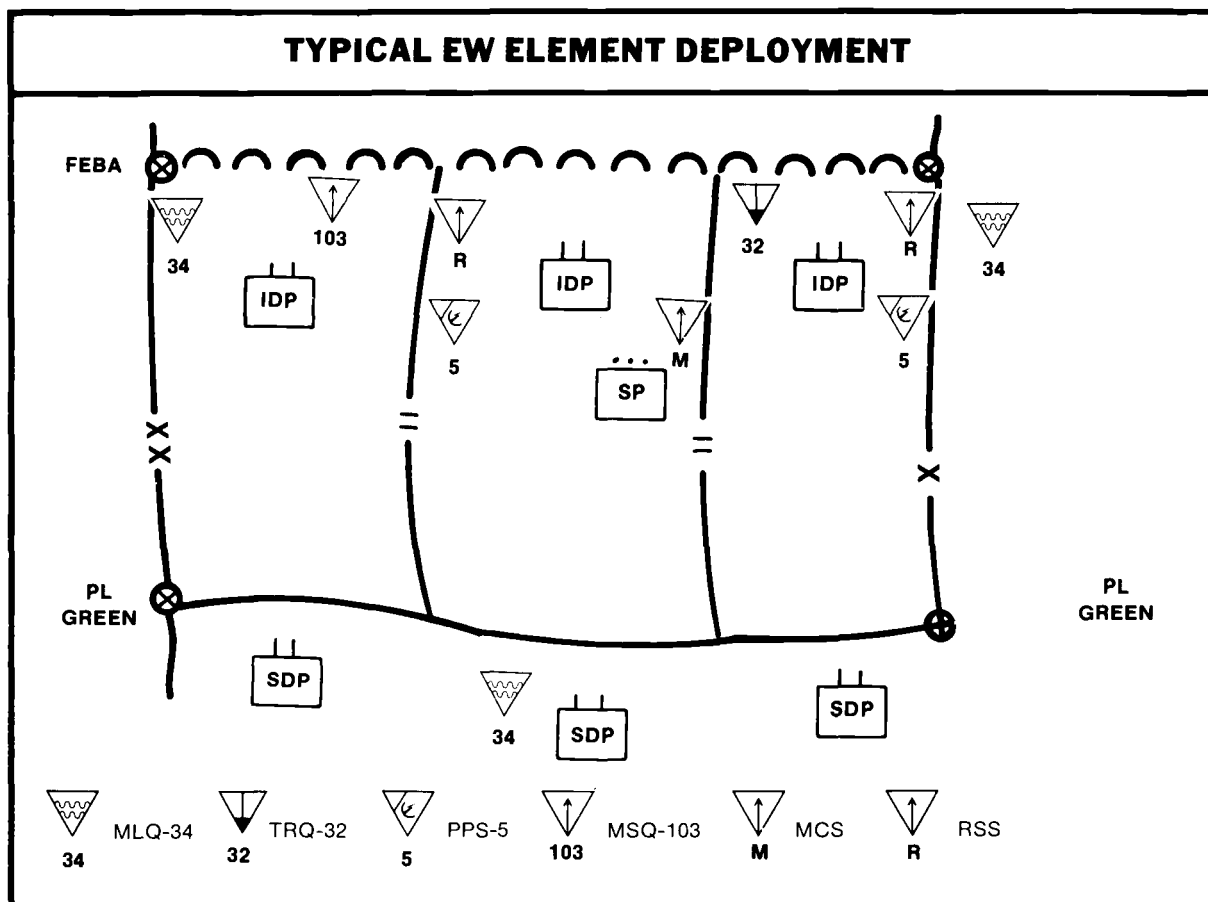 TYPICAL EW ELEMENT DEPLOYMENT
FEBA
34
103
R
32
R
34
IDP
IDP
IDP
5
M
5
SP
PL
GREEN
PL
GREEN
SDP
34
SDP
SDP
34 MLQ-34
32 TRQ-32
5 PPS-5
103 MSQ-103
M MCS
R RSS